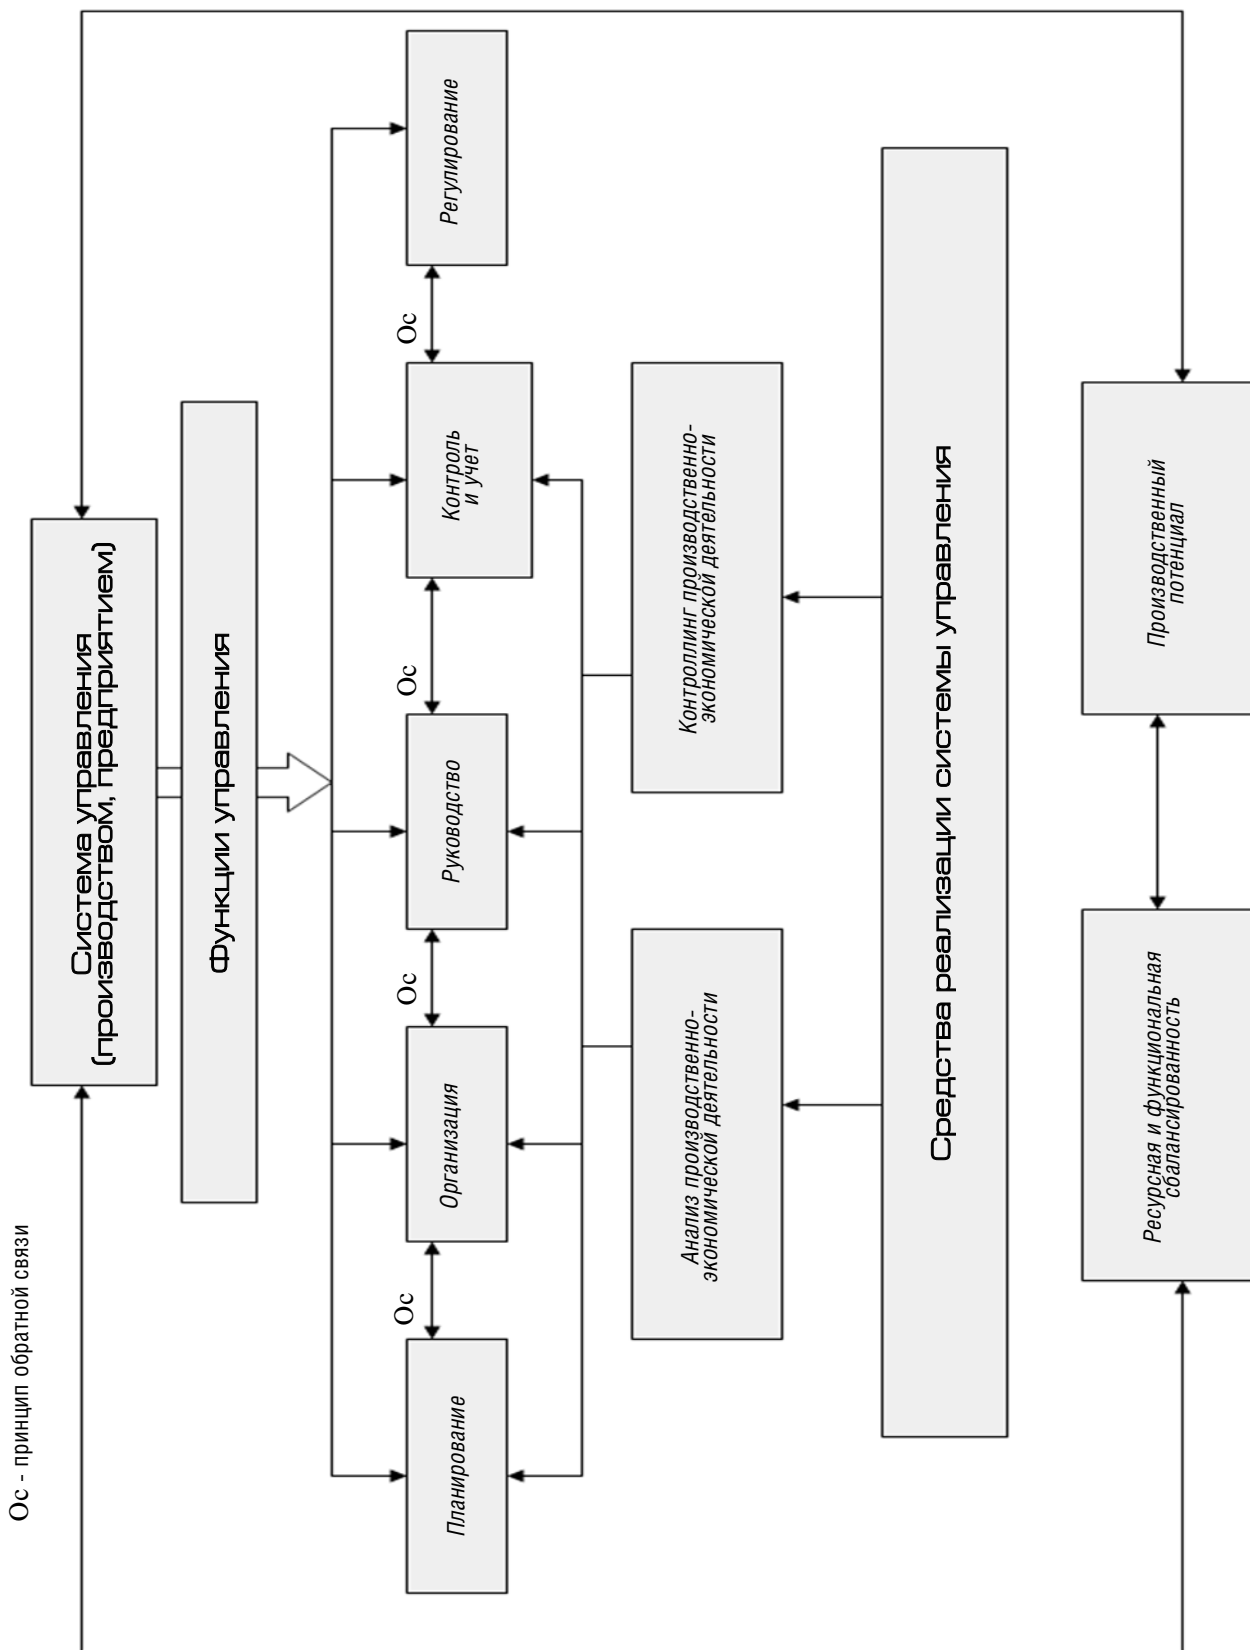 Ос - принцип обратной связи
Система управления
(производством, предприятием)
Функции управления
Планирование
Ос
Организация
Ос
Руководство
Ос
Контроль
и учет
Ос
Регулирование
Анализ производственно-
экономической деятельности
Контроллинг производственно-
экономической деятельности
Средства реализации системы управления
Ресурсная и функциональная
сбалансированность
Производственный
потенциал